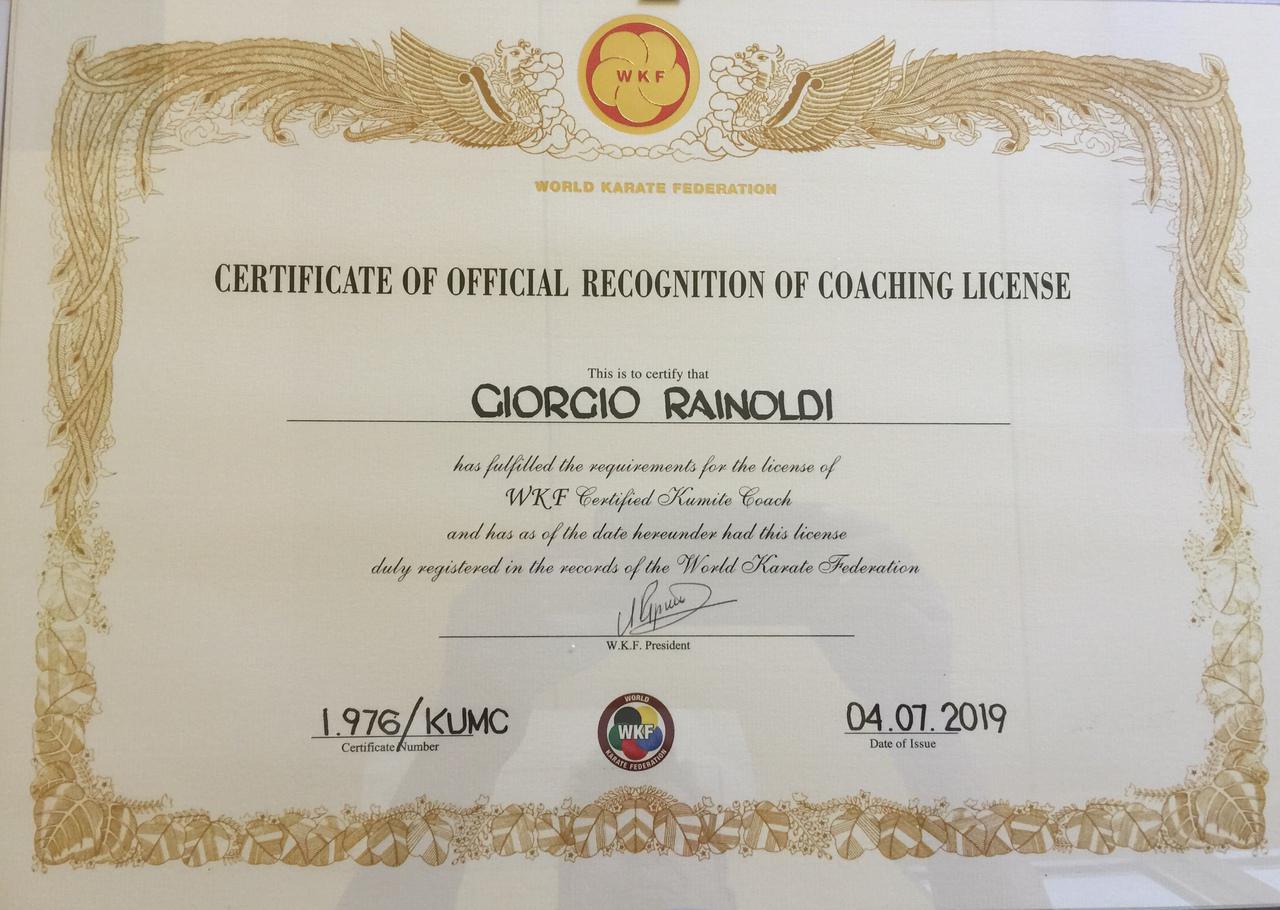 WKF
WORLD KARATE FEDERATION
CERTIFICATE OF OFFICIAL RECOGNITION OF COACHING LICENSE
This is to certify that
GIORGIO RAINOLDI
has fulfilled the requirements for the license of
WKF Certified Kumite Coach
and has as of the date hereunder had this license
duly registered in the records of the World Karate Federation
W.K.F. President
1.976/KUMC
Certificate Number
WORLD
WKF
KARATE FEDERATION
04.07.2019
Date of Issue